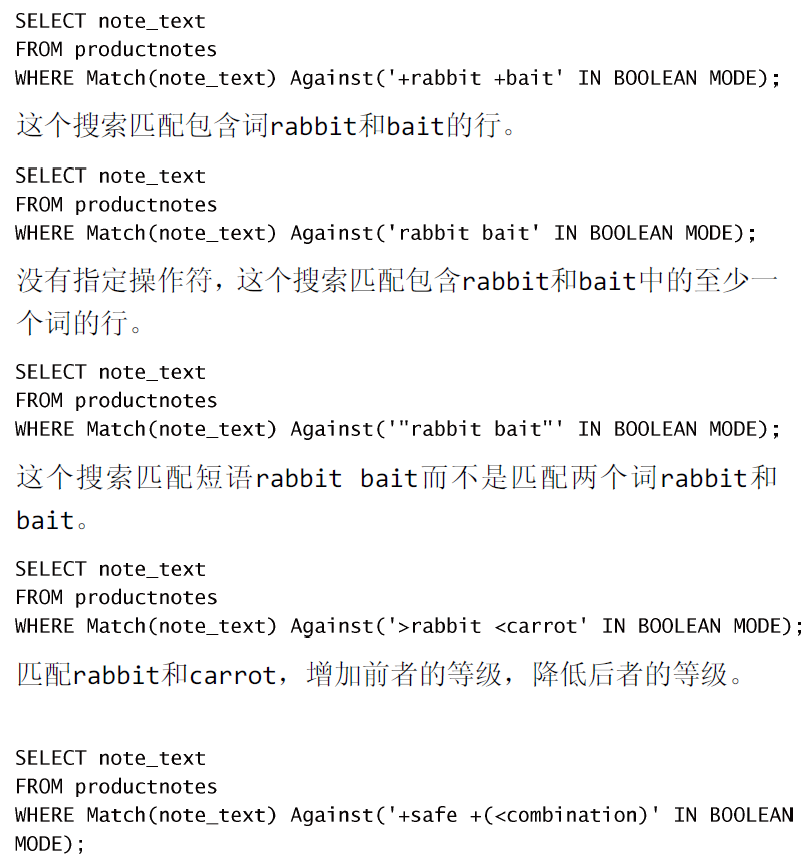 SELECT note_text
FROM productnotes
WHERE Match(note_text) Against('+rabbit +bait' IN BOOLEAN MODE);
这个搜索匹配包含词rabbit和bait的行。
SELECT note_text
FROM productnotes
WHERE Match(note_text) Against('rabbit bait' IN BOOLEAN MODE);
没有指定操作符，这个搜索匹配包含rabbit和bait中的至少一
个词的行。
SELECT note_text
FROM productnotes
WHERE Match(note_text) Against('"rabbit bait"' IN BOOLEAN MODE);
这个搜索匹配短语rabbit bait而不是匹配两个词rabbit和
bait。
SELECT note_text
FROM productnotes
WHERE Match(note_text) Against('>rabbit <carrot' IN BOOLEAN MODE);
匹配rabbit和carrot，增加前者的等级，降低后者的等级。
SELECT note_text
FROM productnotes
WHERE Match(note_text) Against('+safe +(<combination)' IN BOOLEAN
MODE);